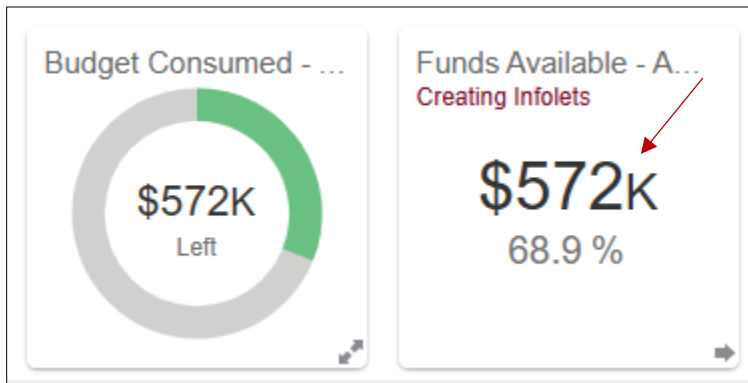 Budget Consumed - ...
$572K
Left
Funds Available - A...
Creating Infolets
$572K
68.9 %